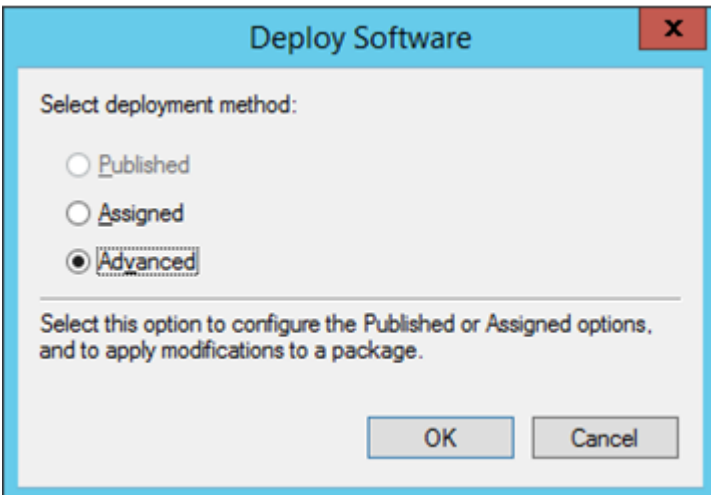 Deploy Software
x
Select deployment method:
Published
Assigned
Advanced
Select this option to configure the Published or Assigned options,
and to apply modifications to a package.
OK
Cancel